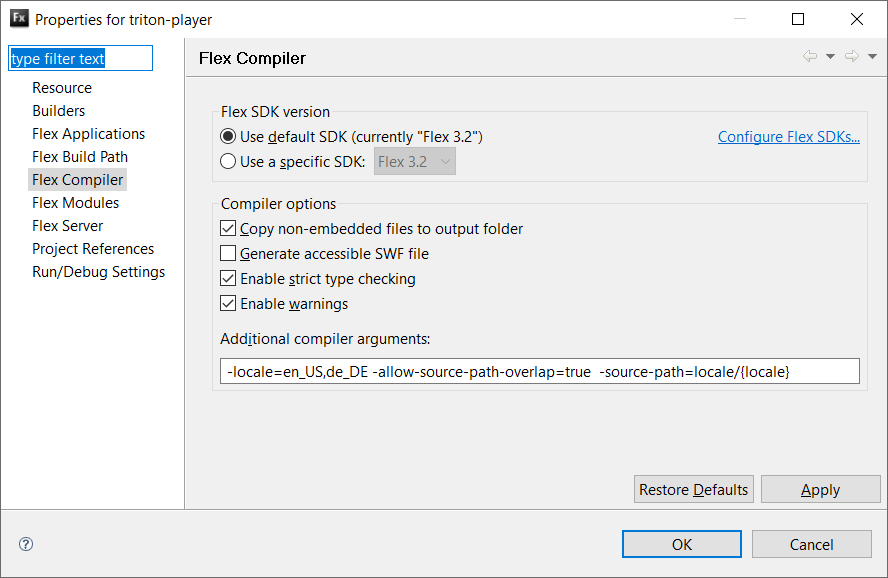 Fx Properties for triton-player
type filter text
Resource
Builders
Flex Applications
Flex Build Path
Flex Compiler
Flex Modules
Flex Server
Project References
Run/Debug Settings
Flex Compiler
Flex SDK version
Use default SDK (currently "Flex 3.2")
Configure Flex SDKs...
Use a specific SDK: Flex 3.2
Compiler options
Copy non-embedded files to output folder
Generate accessible SWF file
Enable strict type checking
Enable warnings
Additional compiler arguments:
-locale=en_US,de_DE -allow-source-path-overlap=true  -source-path=locale/{locale}
Restore Defaults
Apply
?
OK
Cancel